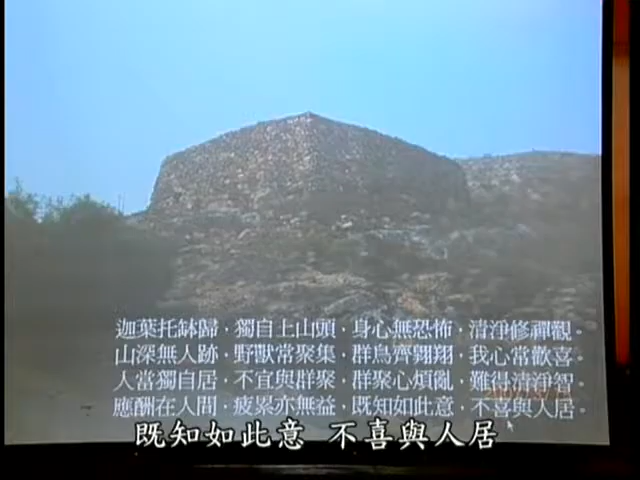 迦葉托缽歸，獨自上山頭，身心無恐怖，清淨修禪觀。
山深無人跡，野獸常聚集，群鳥齊翱翔，我心常歡喜。
人當獨自居，不宜與群聚，群聚心煩亂，難得清淨智。
應酬在人間，疲累亦無益，既知如此意，不喜與人居。
既知如此意 不喜與人居